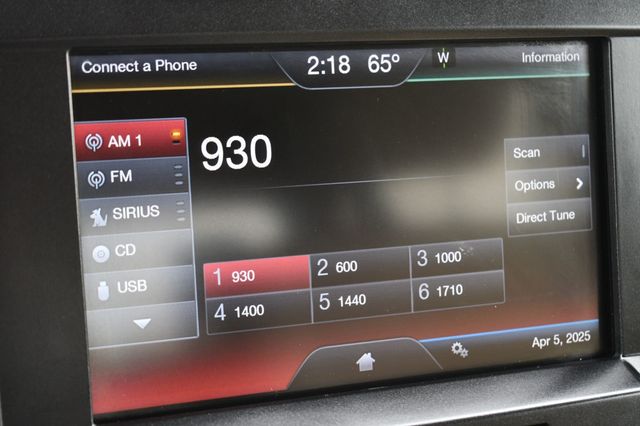 Connect a Phone 2:18 65° W Information
AM 1
930
FM
SIRIUS
CD
USB
Scan
Options
Direct Tune
1 930 2 600 3 1000
4 1400 5 1440 6 1710
Apr 5, 2025